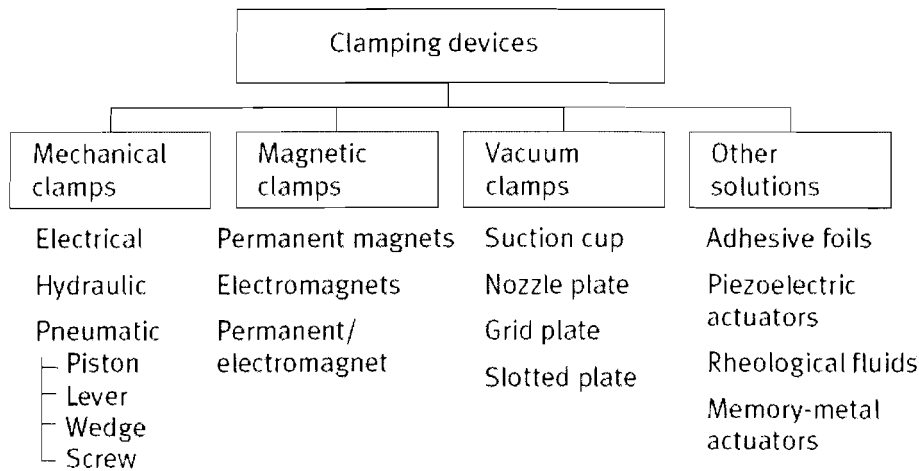 Clamping devices
Mechanical
clamps
Electrical
Hydraulic
Pneumatic
Piston
Lever
Wedge
Screw
Magnetic
clamps
Permanent magnets
Electromagnets
Permanent/
electromagnet
Vacuum
clamps
Suction cup
Nozzle plate
Grid plate
Slotted plate
Other
solutions
Adhesive foils
Piezoelectric
actuators
Rheological fluids
Memory-metal
actuators